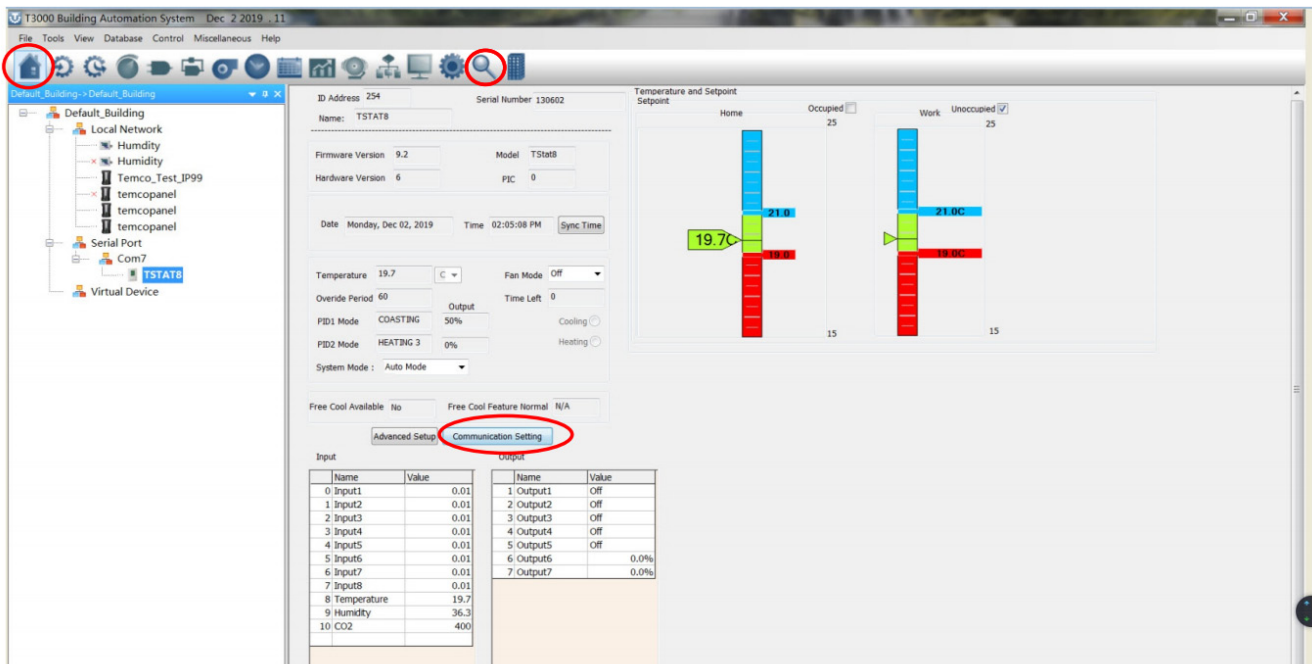 T3000 Building Automation System Dec 2 2019 . 11
File Tools View Database Control Miscellaneous Help
Default_Building->Default_Building
Default_Building
Local Network
Humdity
Humidity
Temco_Test_IP99
temcopanel
temcopanel
temcopanel
Serial Port
Com7
TSTAT8
Virtual Device
ID Address 254 Serial Number 130602
Name: TSTAT8
Firmware Version 9.2 Model TStat8
Hardware Version 6 PIC 0
Date Monday, Dec 02, 2019 Time 02:05:08 PM Sync Time
Temperature 19.7 C Fan Mode Off
Overide Period 60 Output Time Left 0
PID1 Mode COASTING 50% Cooling
PID2 Mode HEATING 3 0% Heating
System Mode : Auto Mode
Free Cool Available No Free Cool Feature Normal N/A
Advanced Setup Communication Setting
Temperature and Setpoint
Setpoint
Home Occupied Work Unoccupied
25 25
21.0 21.0C
19.7C
19.0 19.0C
15 15
Input Output
Name Value Name Value
0 Input1 0.01 1 Output1 Off
1 Input2 0.01 2 Output2 Off
2 Input3 0.01 3 Output3 Off
3 Input4 0.01 4 Output4 Off
4 Input5 0.01 5 Output5 Off
5 Input6 0.01 6 Output6 0.0%
6 Input7 0.01 7 Output7 0.0%
7 Input8 0.01
8 Temperature 19.7
9 Humidity 36.3
10 CO2 400